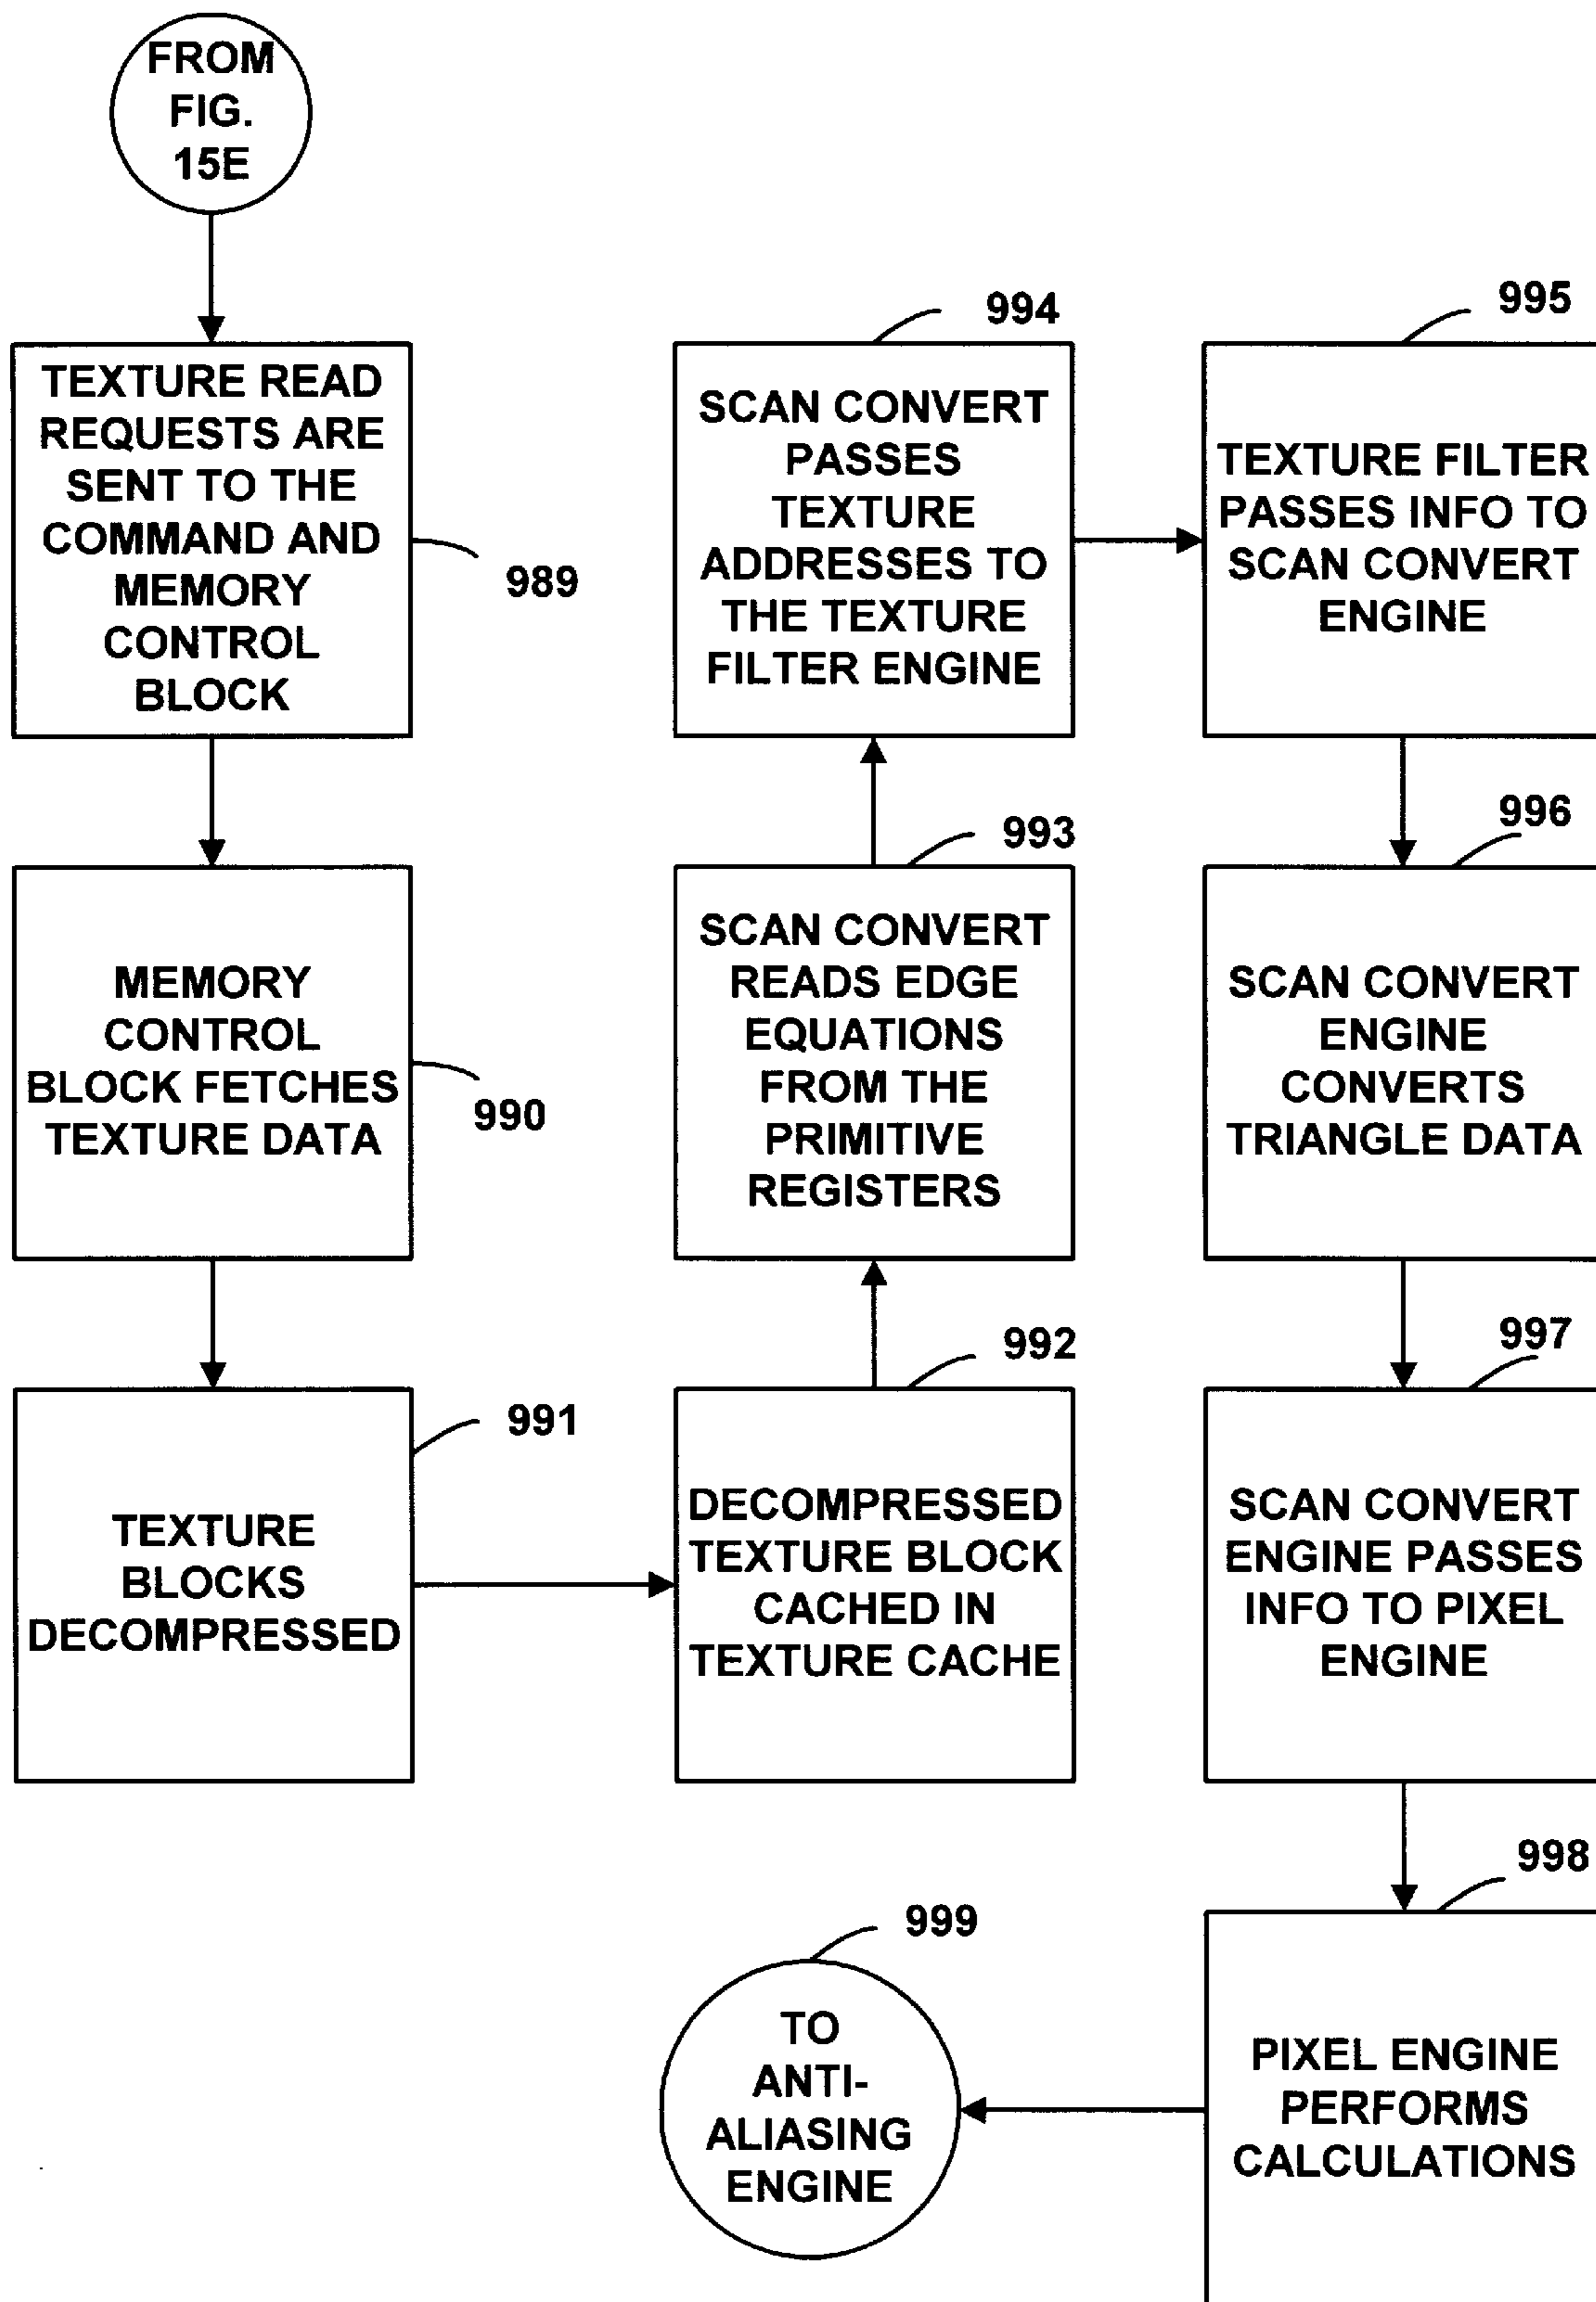 FROM
FIG.
15E
TEXTURE READ
REQUESTS ARE
SENT TO THE
COMMAND AND
MEMORY
CONTROL
BLOCK
989
MEMORY
CONTROL
BLOCK FETCHES
TEXTURE DATA
990
TEXTURE
BLOCKS
DECOMPRESSED
991
DECOMPRESSED
TEXTURE BLOCK
CACHED IN
TEXTURE CACHE
992
SCAN CONVERT
READS EDGE
EQUATIONS
FROM THE
PRIMITIVE
REGISTERS
993
SCAN CONVERT
PASSES
TEXTURE
ADDRESSES TO
THE TEXTURE
FILTER ENGINE
994
TEXTURE FILTER
PASSES INFO TO
SCAN CONVERT
ENGINE
995
SCAN CONVERT
ENGINE
CONVERTS
TRIANGLE DATA
996
SCAN CONVERT
ENGINE PASSES
INFO TO PIXEL
ENGINE
997
PIXEL ENGINE
PERFORMS
CALCULATIONS
998
TO
ANTI-
ALIASING
ENGINE
999